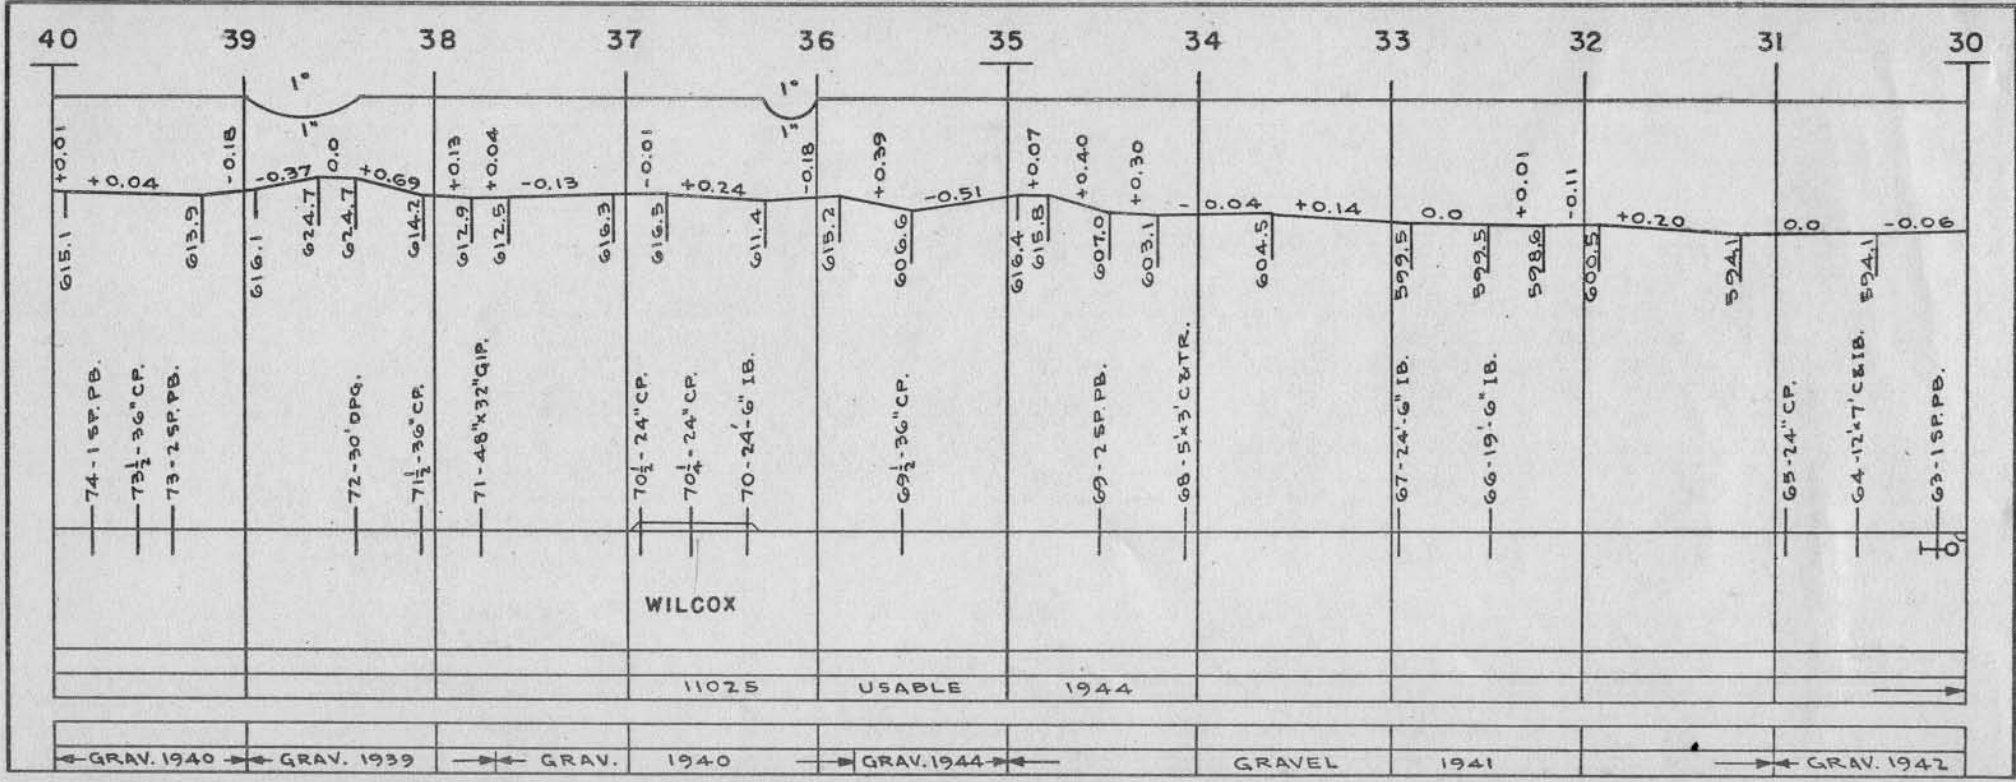 40 39 38 37 36 35 34 33 32 31 30
1° 1°
1° 1°
+0.01 -0.18 0.0 +0.13 +0.04 -0.01 -0.18 +0.39 +0.07 +0.40 +0.30 +0.01 -0.11
+0.04 -0.37 +0.69 -0.13 +0.24 -0.51 - 0.04 +0.14 0.0 +0.20 0.0 -0.06
615.1 613.9 616.1 624.7 624.7 614.2 612.9 612.5 616.3 616.5 611.4 615.2 606.6 616.4 615.8 607.0 603.1 604.5 599.5 599.5 598.6 600.5 594.1 594.1
74-1 SP. PB.
73½-36" CP.
73-2 SP. PB.
72-30' DPG.
71½-36" CP.
71-48"x32" GIP.
70½-24" CP.
70¼-24" CP.
70-24'-6" IB.
69½-36" CP.
69-2 SP. PB.
68-5'x3' C&TR.
67-24'-6" IB.
66-19'-6" IB.
65-24" CP.
64-12'x7' C&IB.
63-1 SP. PB.
WILCOX
11025 USABLE 1944
GRAV. 1940 GRAV. 1939 GRAV. 1940 GRAV. 1944 GRAVEL 1941 GRAV. 1942